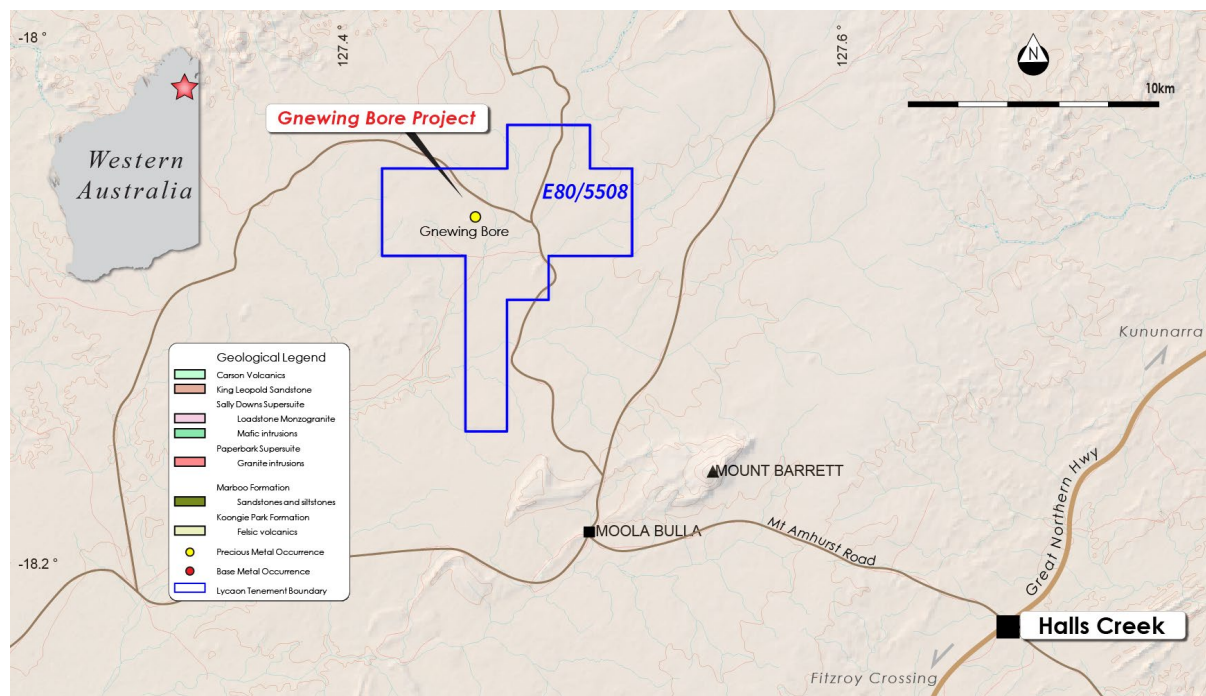 -18 °
127.4 °
127.6 °
N
10km
Western
Australia
Gnewing Bore Project
E80/5508
Gnewing Bore
Kununarra
Geological Legend
Carson Volcanics
King Leopold Sandstone
Sally Downs Supersuite
Loadstone Monzogranite
Mafic intrusions
Paperbark Supersuite
Granite intrusions
Marboo Formation
Sandstones and siltstones
Koongie Park Formation
Felsic volcanics
Precious Metal Occurrence
Base Metal Occurrence
Lycaon Tenement Boundary
MOUNT BARRETT
MOOLA BULLA
Mt Amhurst Road
Great Northern Hwy
-18.2 °
Halls Creek
Fitzroy Crossing